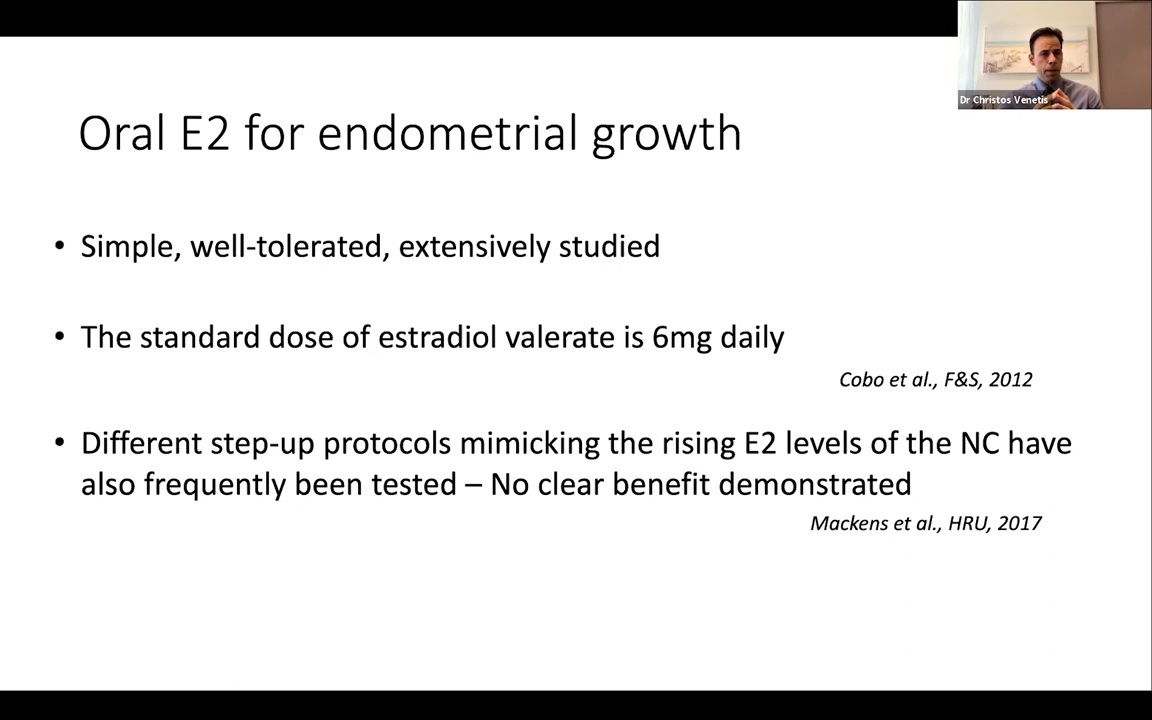 Dr Christos Venetis
Oral E2 for endometrial growth
• Simple, well-tolerated, extensively studied
• The standard dose of estradiol valerate is 6mg daily
Cobo et al., F&S, 2012
• Different step-up protocols mimicking the rising E2 levels of the NC have
also frequently been tested – No clear benefit demonstrated
Mackens et al., HRU, 2017